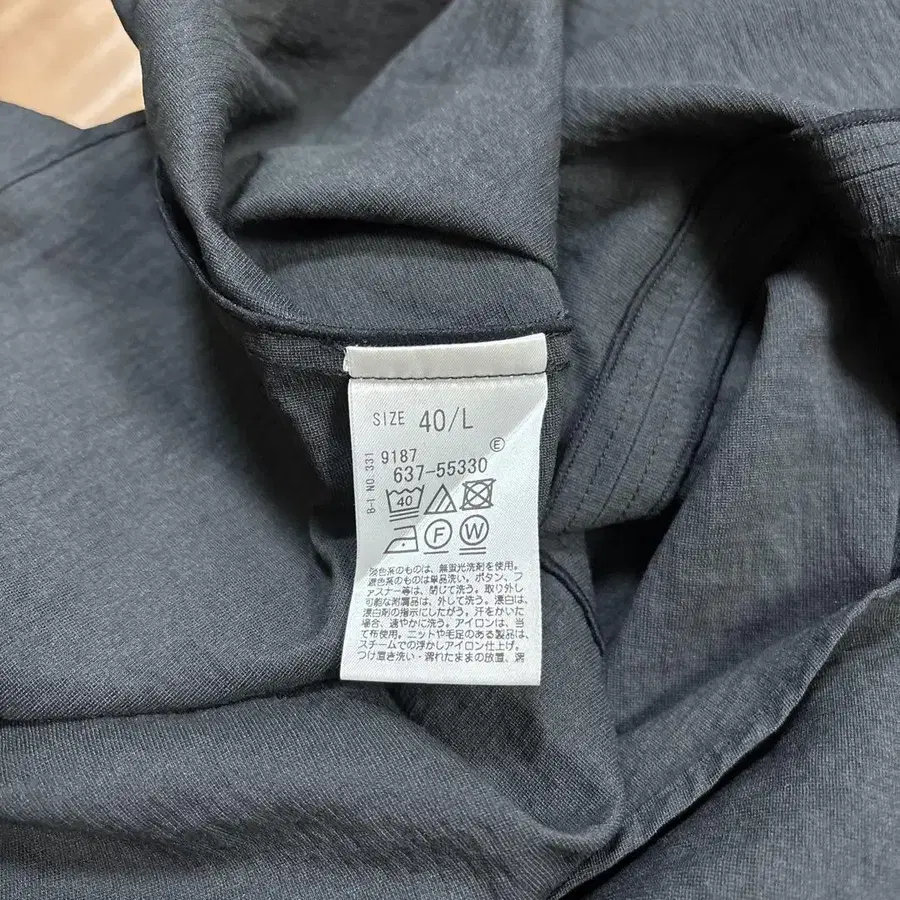 SIZE 40/L
E
B-I NO. 331
9187
637-55330
40
F W
淡色系のものは、無蛍光洗剤を使用。
濃色系のものは単品洗い。ボタン、フ
ァスナー等は、閉じて洗う。取り外し
可能な附属品は、外して洗う。漂白は、
漂白剤の指示にしたがう。汗をかいた
場合、速やかに洗う。アイロンは、当
て布使用。ニットや毛足のある製品は、
スチームでの浮かしアイロン仕上げ。
つけ置き洗い・濡れたままの放置、濡